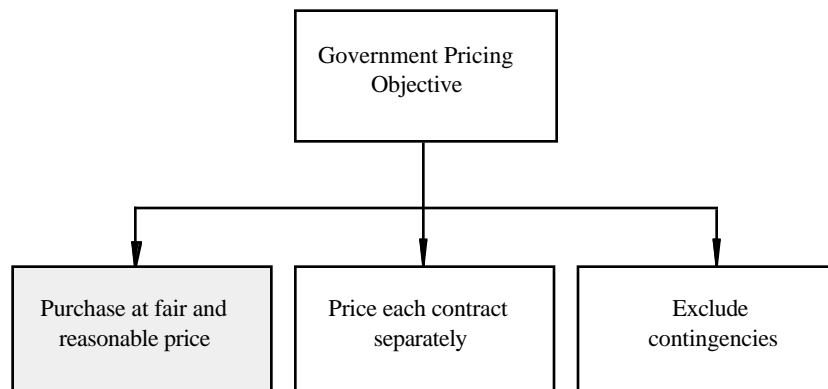 Government Pricing
Objective
Purchase at fair and
reasonable price
Price each contract
separately
Exclude
contingencies